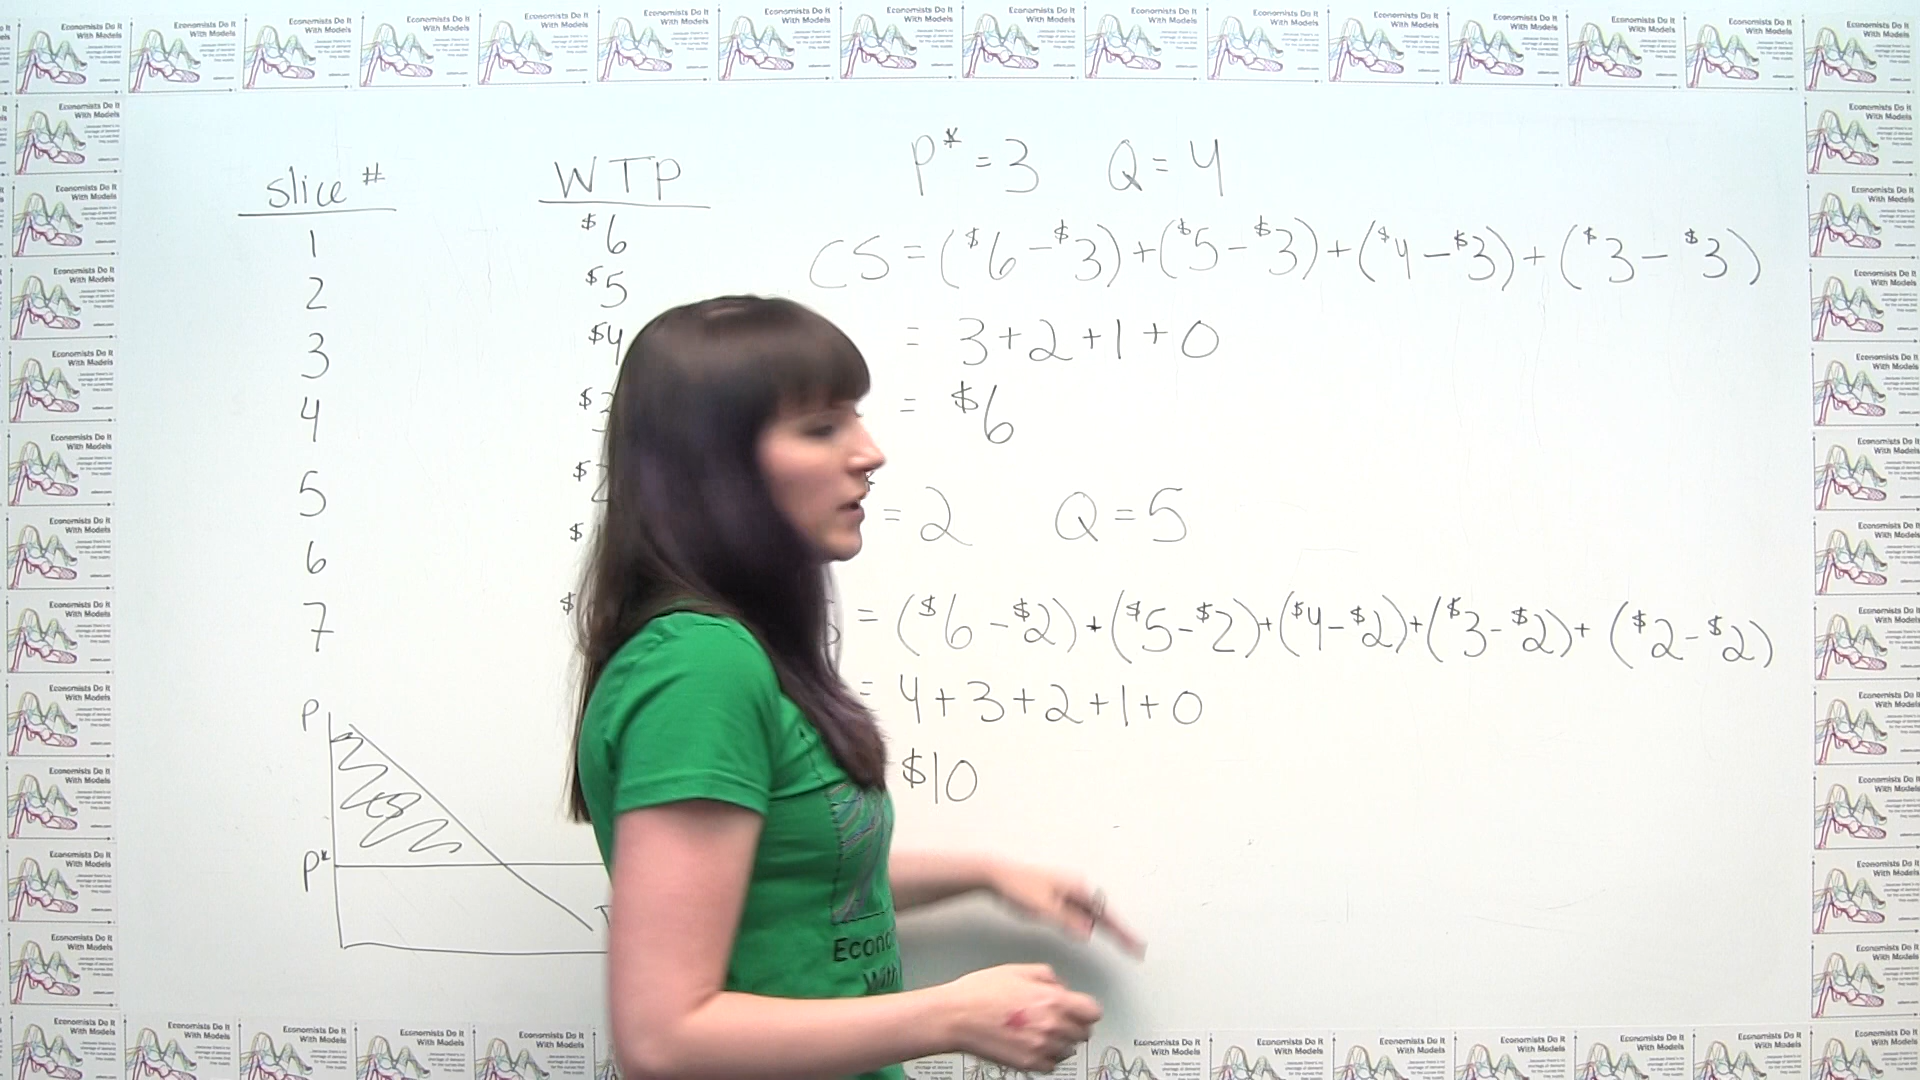 Economists Do It With Models
slice #
WTP
1
$6
2
$5
3
$4
4
$
5
$
6
$
7
$
P* = 3 Q = 4
CS = ($6 - $3) + ($5 - $3) + ($4 - $3) + ($3 - $3)
= 3 + 2 + 1 + 0
= $6
= 2 Q = 5
= ($6 - $2) + ($5 - $2) + ($4 - $2) + ($3 - $2) + ($2 - $2)
= 4 + 3 + 2 + 1 + 0
$10
P
P*